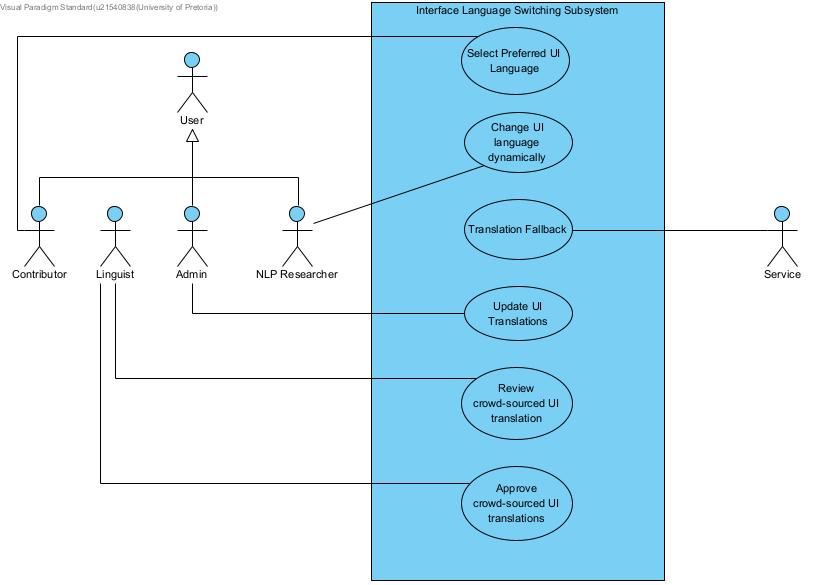 Visual Paradigm Standard(u21540838(University of Pretoria))
Interface Language Switching Subsystem
Select Preferred UI
Language
User
Change UI
language
dynamically
Translation Fallback
Contributor
Linguist
Admin
NLP Researcher
Service
Update UI
Translations
Review
crowd-sourced UI
translation
Approve
crowd-sourced UI
translations